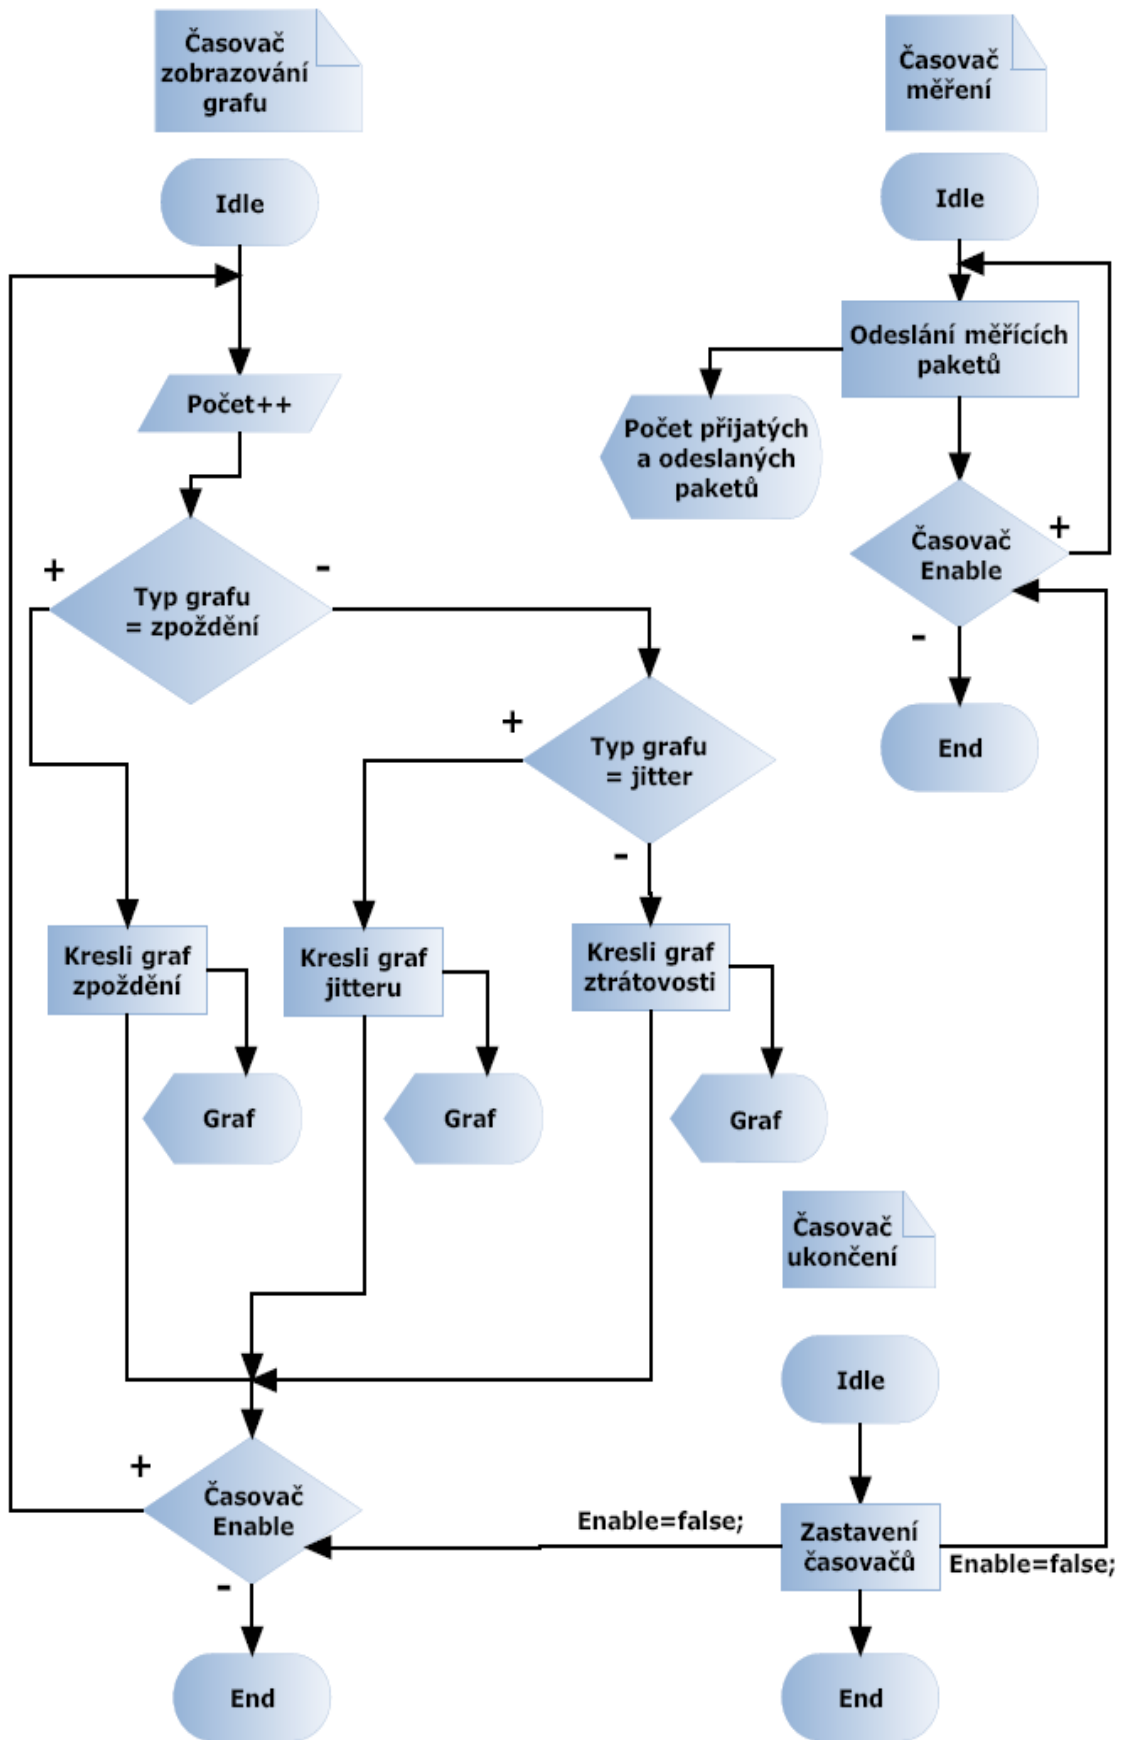 Časovač
zobrazování
grafu
Idle
Počet++
+
-
Typ grafu
= zpoždění
+
Typ grafu
= jitter
-
Kresli graf
zpoždění
Kresli graf
jitteru
Kresli graf
ztrátovosti
Graf
Graf
Graf
+
Časovač
Enable
-
End
Časovač
měření
Idle
Odeslání měřících
paketů
Počet přijatých
a odeslaných
paketů
+
Časovač
Enable
-
End
Časovač
ukončení
Idle
Enable=false;
Zastavení
časovačů
Enable=false;
End